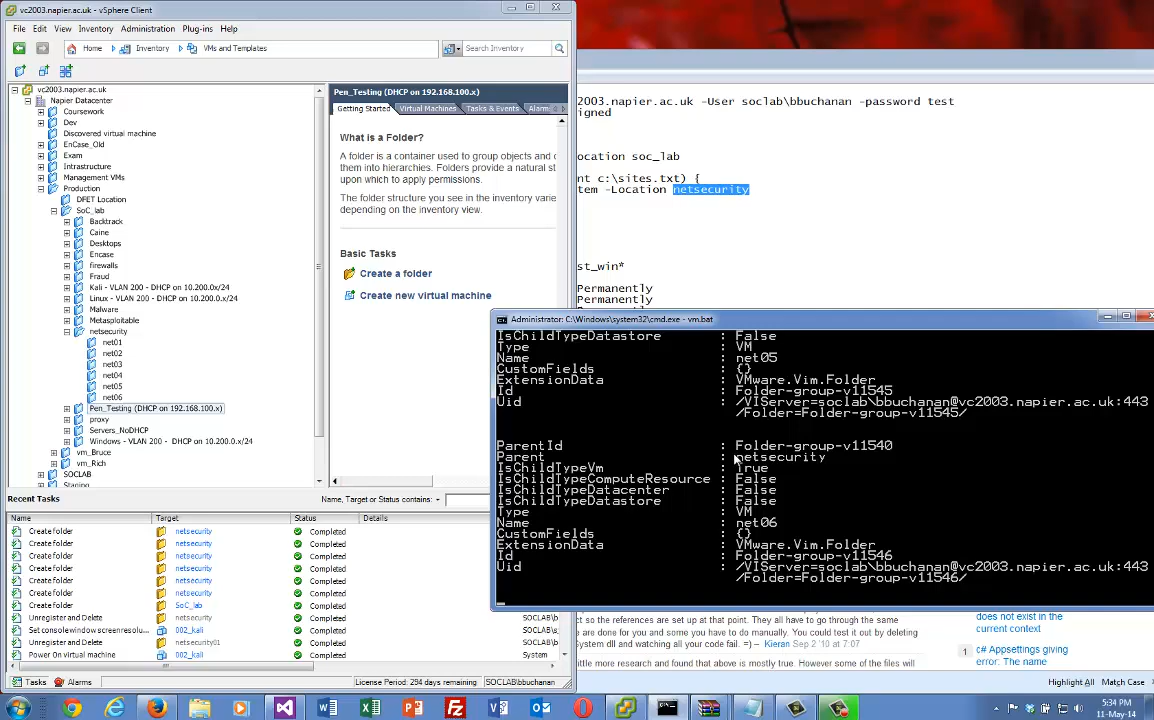 vc2003.napier.ac.uk - vSphere Client
File Edit View Inventory Administration Plug-ins Help
Home Inventory VMs and Templates
Search Inventory
vc2003.napier.ac.uk
Napier Datacenter
Coursework
Dev
Discovered virtual machine
EnCase_Old
Exam
Infrastructure
Management VMs
Production
DFET Location
SoC_lab
Backtrack
Caine
Desktops
Encase
firewalls
Fraud
Kali - VLAN 200 - DHCP on 10.200.0x/24
Linux - VLAN 200 - DHCP on 10.200.0.x/24
Malware
Metasploitable
netsecurity
net01
net02
net03
net04
net05
net06
Pen_Testing (DHCP on 192.168.100.x)
proxy
Servers_NoDHCP
Windows - VLAN 200 - DHCP on 10.200.0.x/24
vm_Bruce
vm_Rich
SOCLAB
Staging
Pen_Testing (DHCP on 192.168.100.x)
Getting Started Virtual Machines Tasks & Events Alarm
What is a Folder?
A folder is a container used to group objects and
them into hierarchies. Folders provide a natural st
upon which to apply permissions.
The folder structure you see in the inventory varie
depending on the inventory view.
Basic Tasks
Create a folder
Create new virtual machine
2003.napier.ac.uk -User soclab\bbuchanan -password test
igned
ocation soc_lab
nt c:\sites.txt) {
tem -Location netsecurity
st_win*
Permanently
Permanently
Administrator: C:\Windows\system32\cmd.exe - vm.bat
IsChildTypeDatastore : False
Type : VM
Name : net05
CustomFields : {}
ExtensionData : VMware.Vim.Folder
Id : Folder-group-v11545
Uid : /VIServer=soclab\bbuchanan@vc2003.napier.ac.uk:443
/Folder=Folder-group-v11545/
ParentId : Folder-group-v11540
Parent : netsecurity
IsChildTypeVm : True
IsChildTypeComputeResource : False
IsChildTypeDatacenter : False
IsChildTypeDatastore : False
Type : VM
Name : net06
CustomFields : {}
ExtensionData : VMware.Vim.Folder
Id : Folder-group-v11546
Uid : /VIServer=soclab\bbuchanan@vc2003.napier.ac.uk:443
/Folder=Folder-group-v11546/
Recent Tasks
Name, Target or Status contains:
Name Target Status Details
Create folder netsecurity Completed
Create folder netsecurity Completed
Create folder netsecurity Completed
Create folder netsecurity Completed
Create folder netsecurity Completed
Create folder netsecurity Completed
Create folder SoC_lab Completed
Unregister and Delete netsecurity Completed SOCLAB\b
Set console window screen resolu... 002_kali Completed SOCLAB\s
Unregister and Delete netsecurity01 Completed SOCLAB\b
Power On virtual machine 002_kali Completed System
Tasks Alarms
License Period: 294 days remaining SOCLAB\bbuchanan
ct so the references are set up at that point. They all have to go through the same
e are done for you and some you have to do manually. You could test it out by deleting
System dll and watching all your code fail. =) – Kieran Sep 2 '10 at 7:07
little more research and found that above is mostly true. However some of the files will
does not exist in the
current context
1 c# Appsettings giving
error: The name
Highlight All Match Case
5:34 PM
11-May-14